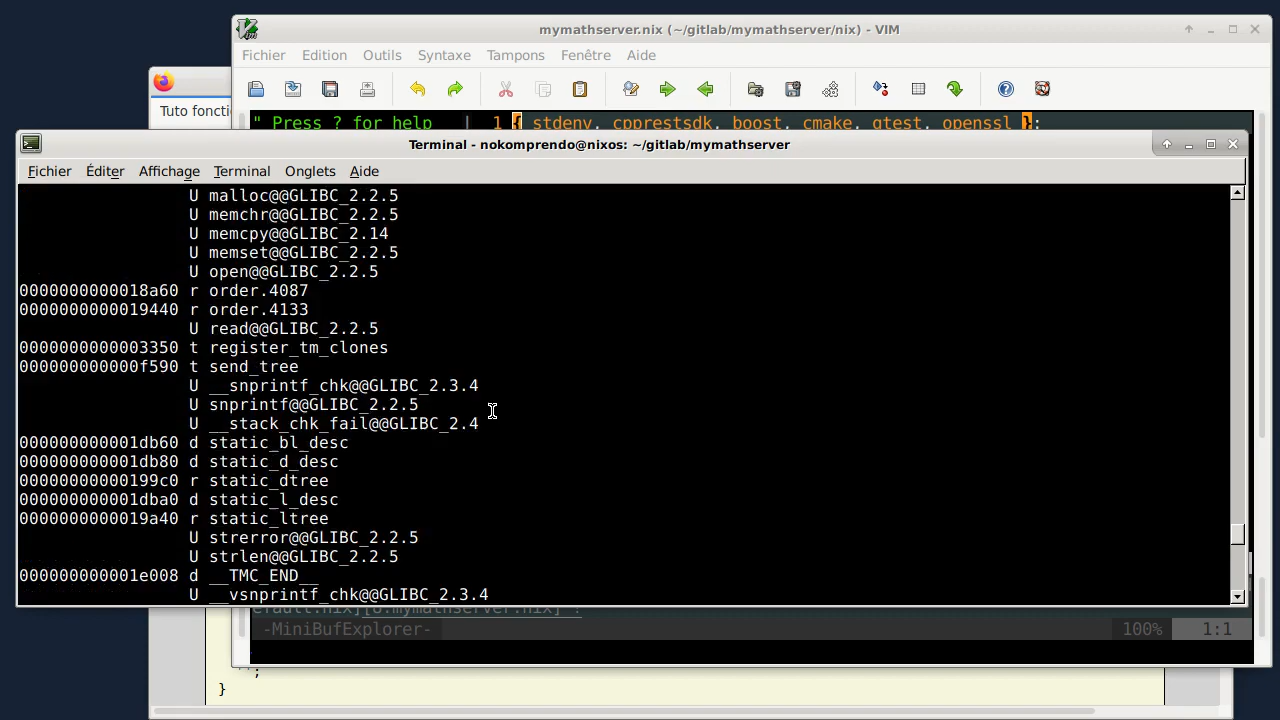 mymathserver.nix (~/gitlab/mymathserver/nix) - VIM
Fichier Edition Outils Syntaxe Tampons Fenêtre Aide
Tuto foncti
" Press ? for help | 1 { stdenv, cpprestsdk, boost, cmake, gtest, openssl }:
Terminal - nokomprendo@nixos: ~/gitlab/mymathserver
Fichier Éditer Affichage Terminal Onglets Aide
U malloc@@GLIBC_2.2.5
U memchr@@GLIBC_2.2.5
U memcpy@@GLIBC_2.14
U memset@@GLIBC_2.2.5
U open@@GLIBC_2.2.5
0000000000018a60 r order.4087
0000000000019440 r order.4133
U read@@GLIBC_2.2.5
0000000000003350 t register_tm_clones
000000000000f590 t send_tree
U __snprintf_chk@@GLIBC_2.3.4
U snprintf@@GLIBC_2.2.5
U __stack_chk_fail@@GLIBC_2.4
000000000001db60 d static_bl_desc
000000000001db80 d static_d_desc
00000000000199c0 r static_dtree
000000000001dba0 d static_l_desc
0000000000019a40 r static_ltree
U strerror@@GLIBC_2.2.5
U strlen@@GLIBC_2.2.5
000000000001e008 d __TMC_END__
U __vsnprintf_chk@@GLIBC_2.3.4
-MiniBufExplorer- 100% 1:1
'';
}